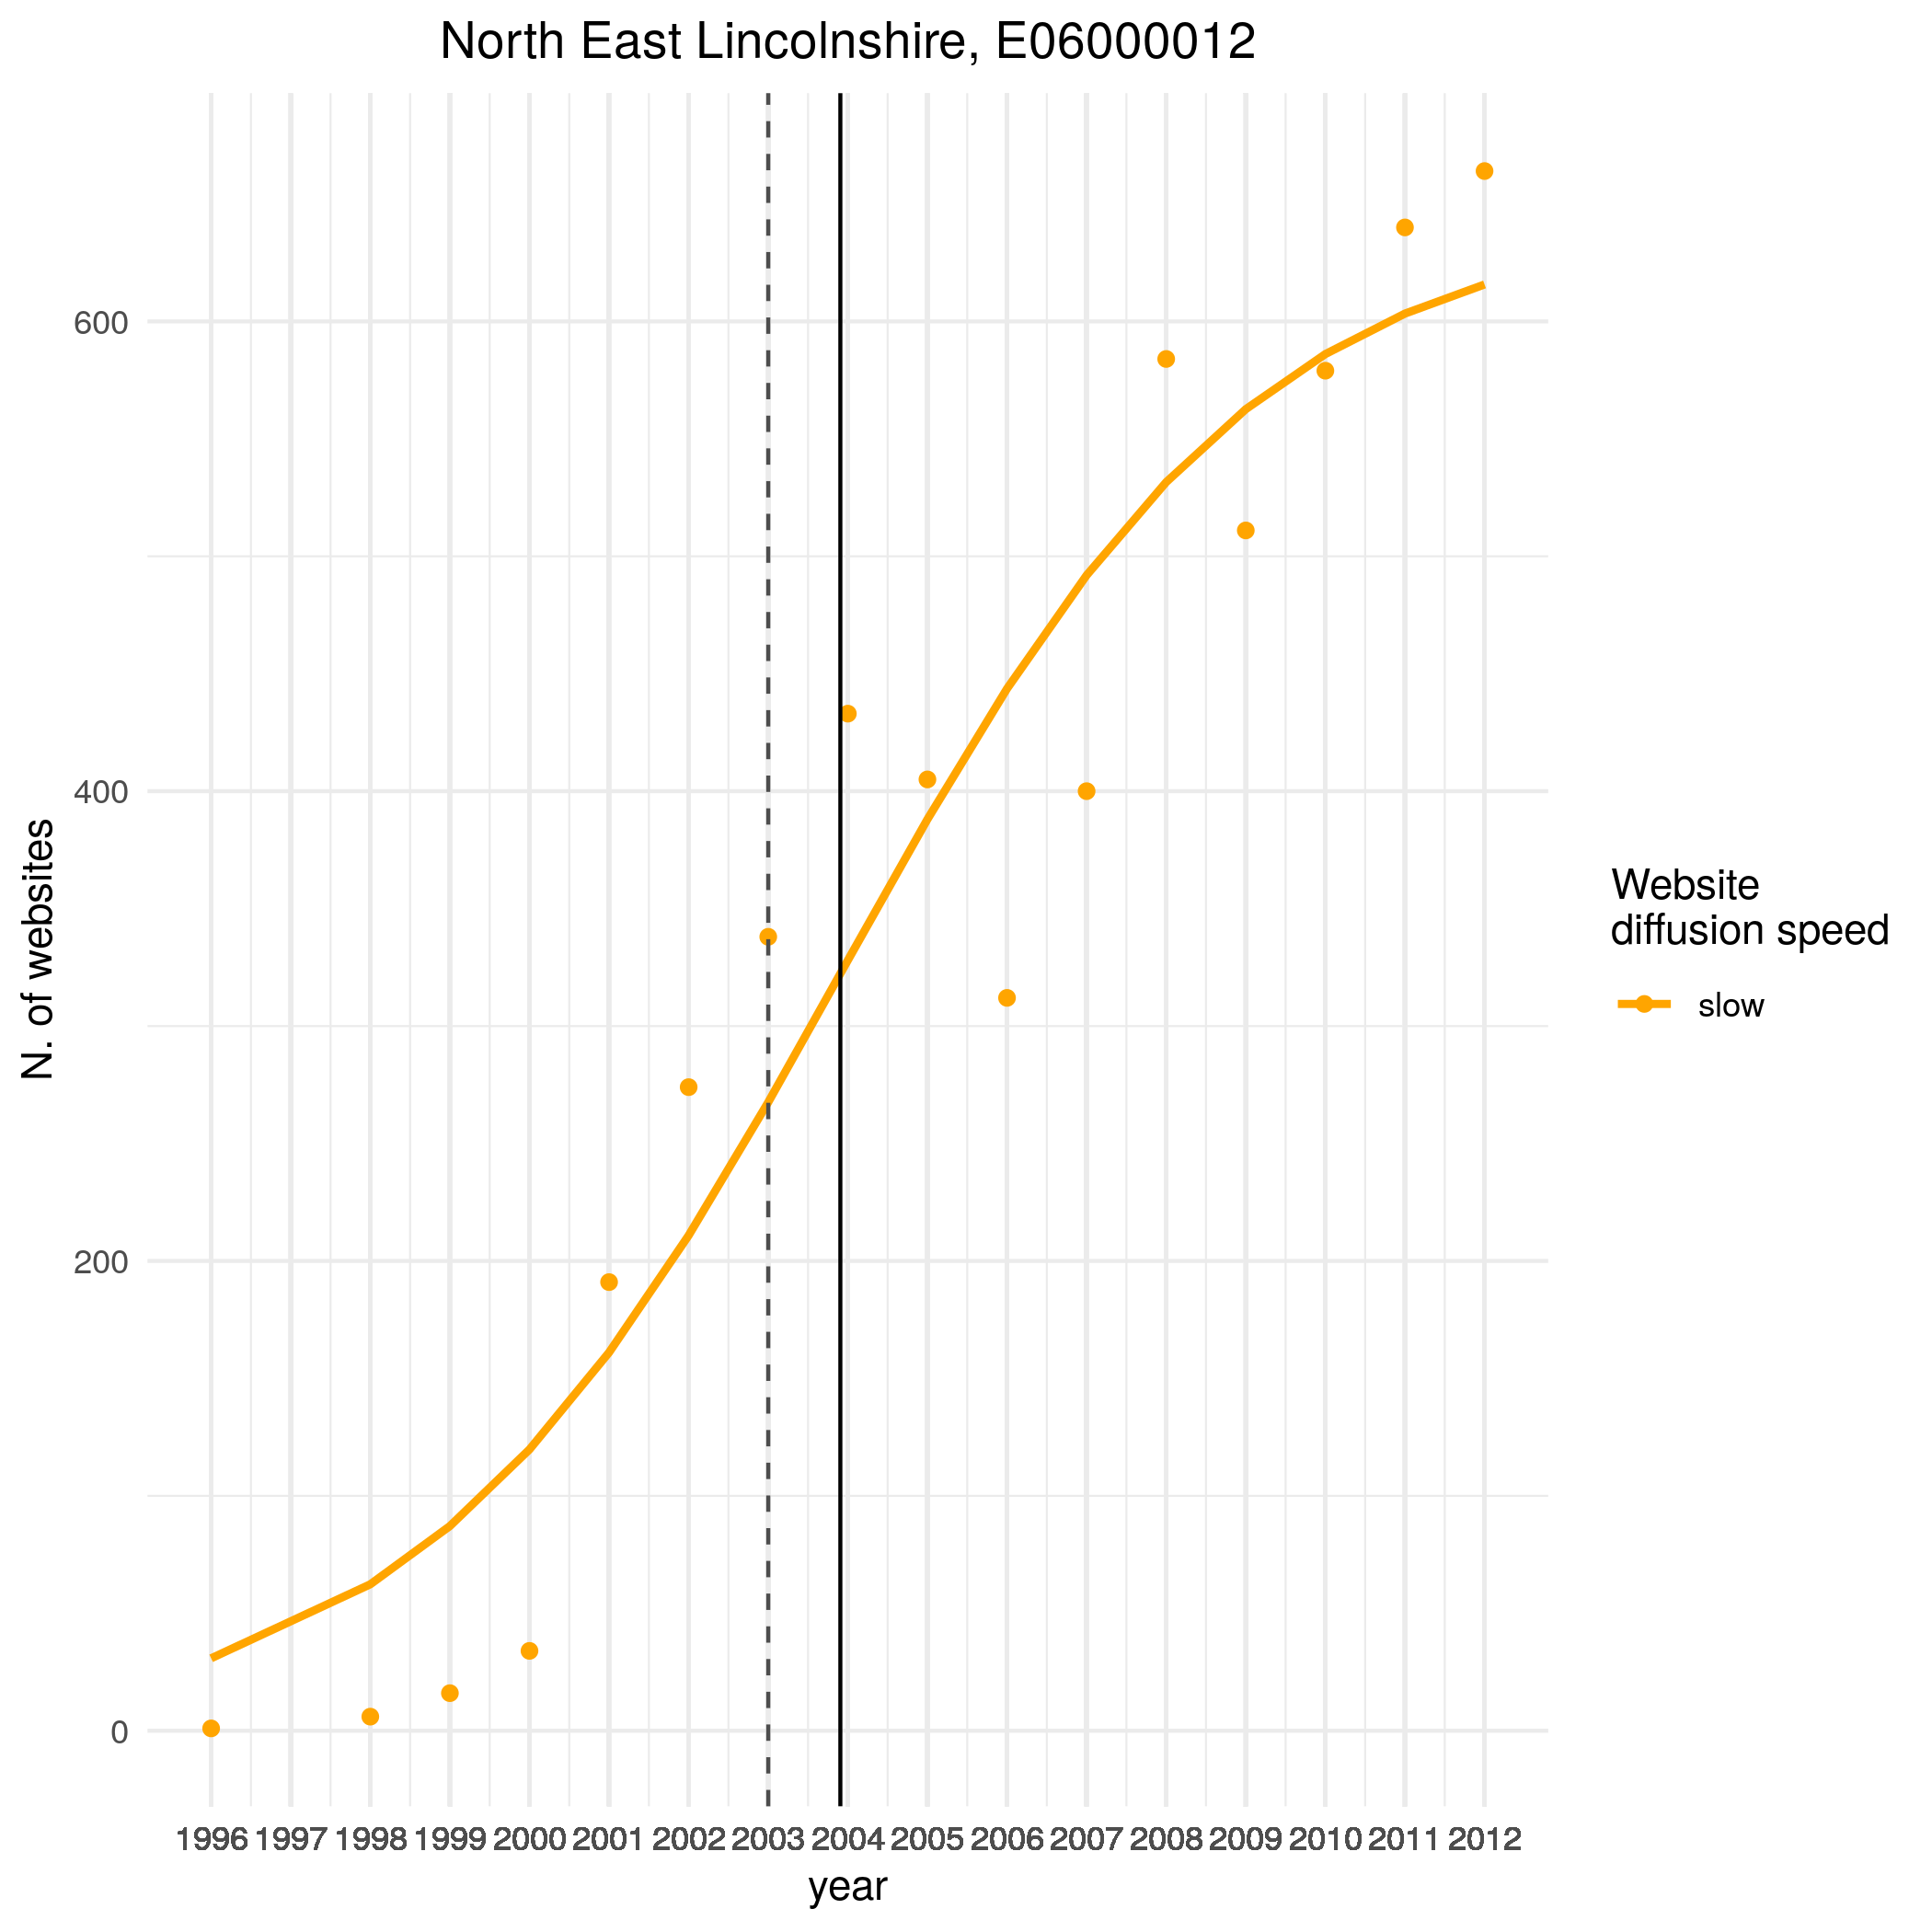 North East Lincolnshire, E06000012
N. of websites
600
400
200
0
1996 1997 1998 1999 2000 2001 2002 2003 2004 2005 2006 2007 2008 2009 2010 2011 2012
year
Website
diffusion speed
slow